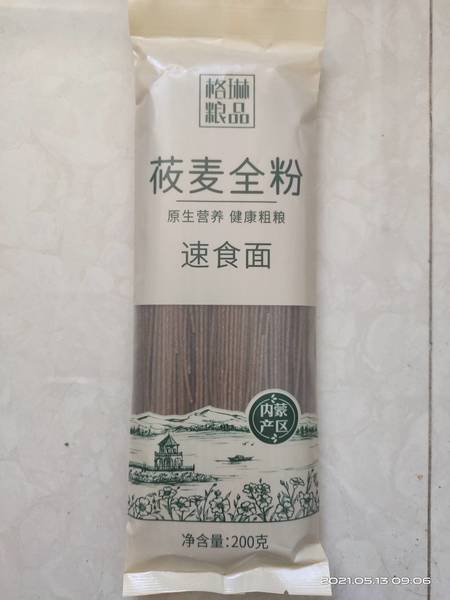 格琳
粮品
莜麦全粉
原生营养 健康粗粮
速食面
内蒙
产区
净含量:200克
2021.05.13 09:06